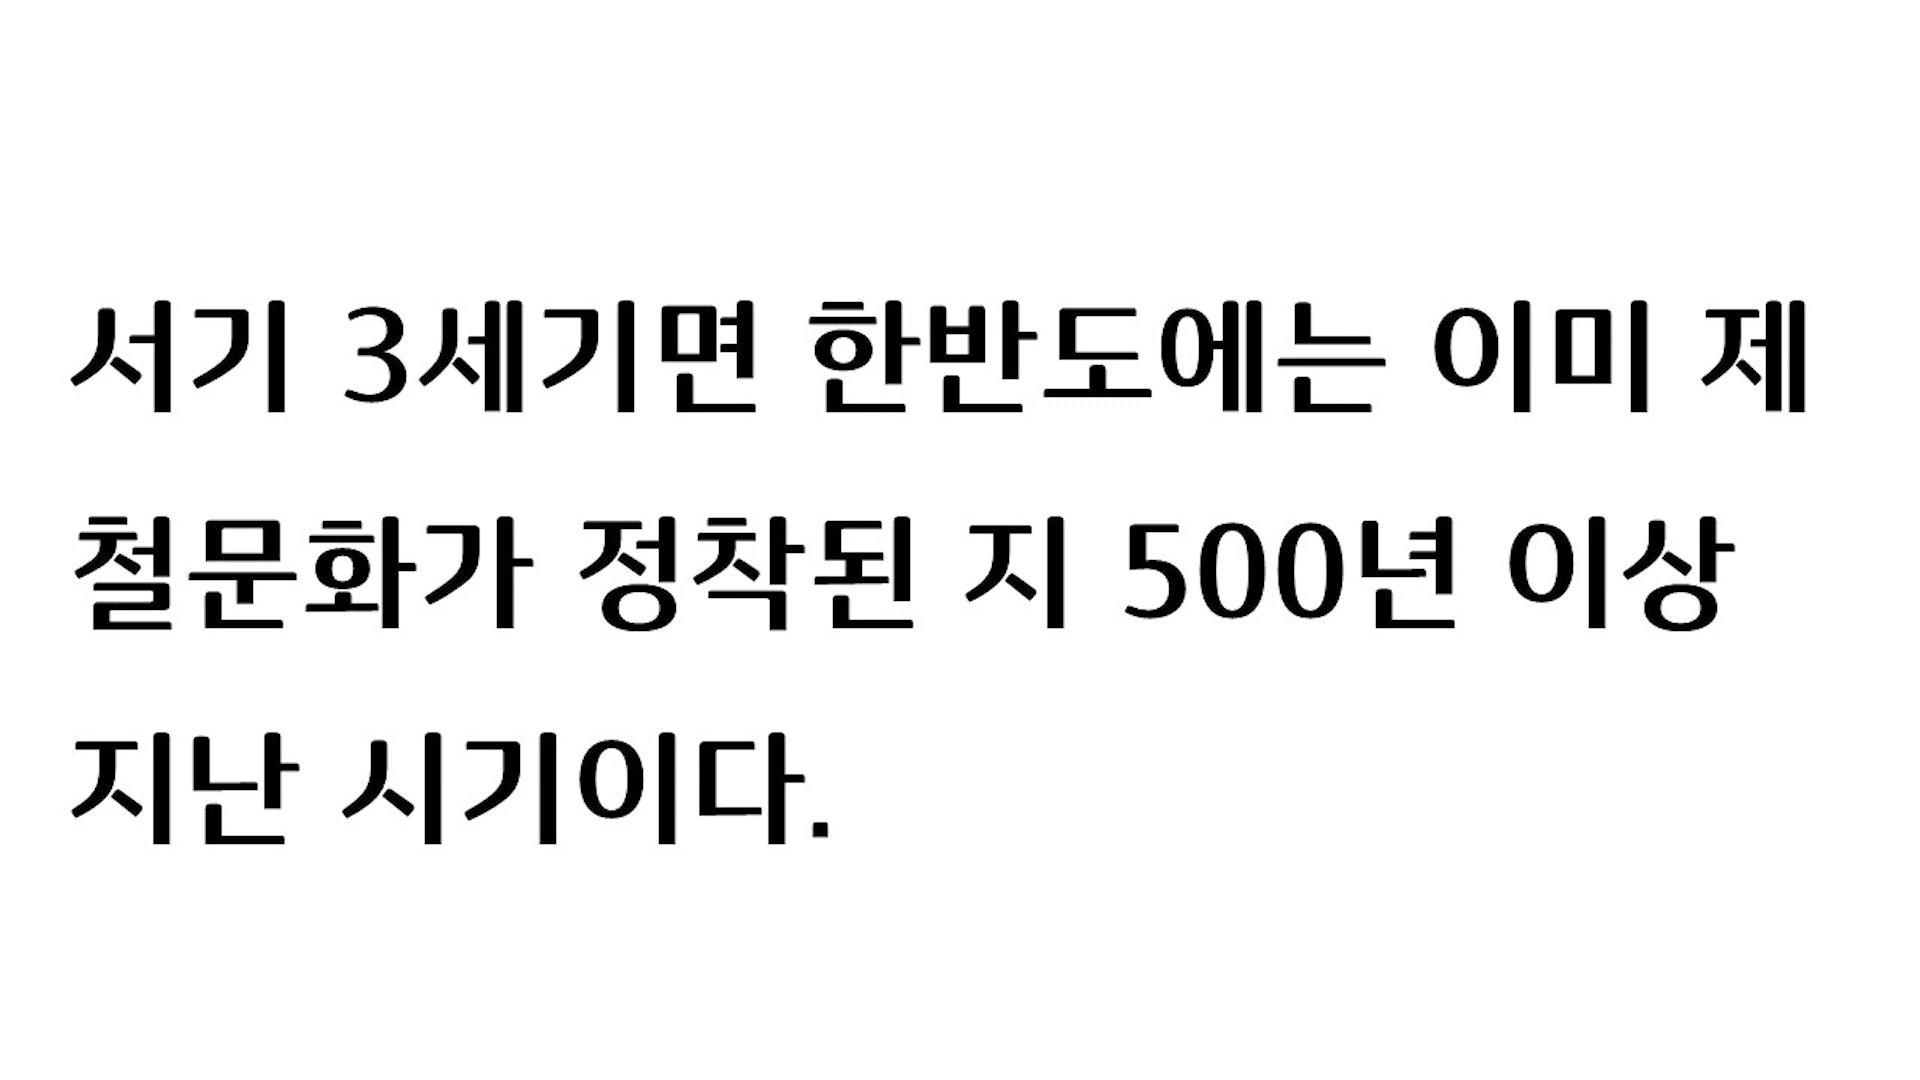 서기 3세기면 한반도에는 이미 제
철문화가 정착된 지 500년 이상
지난 시기이다.